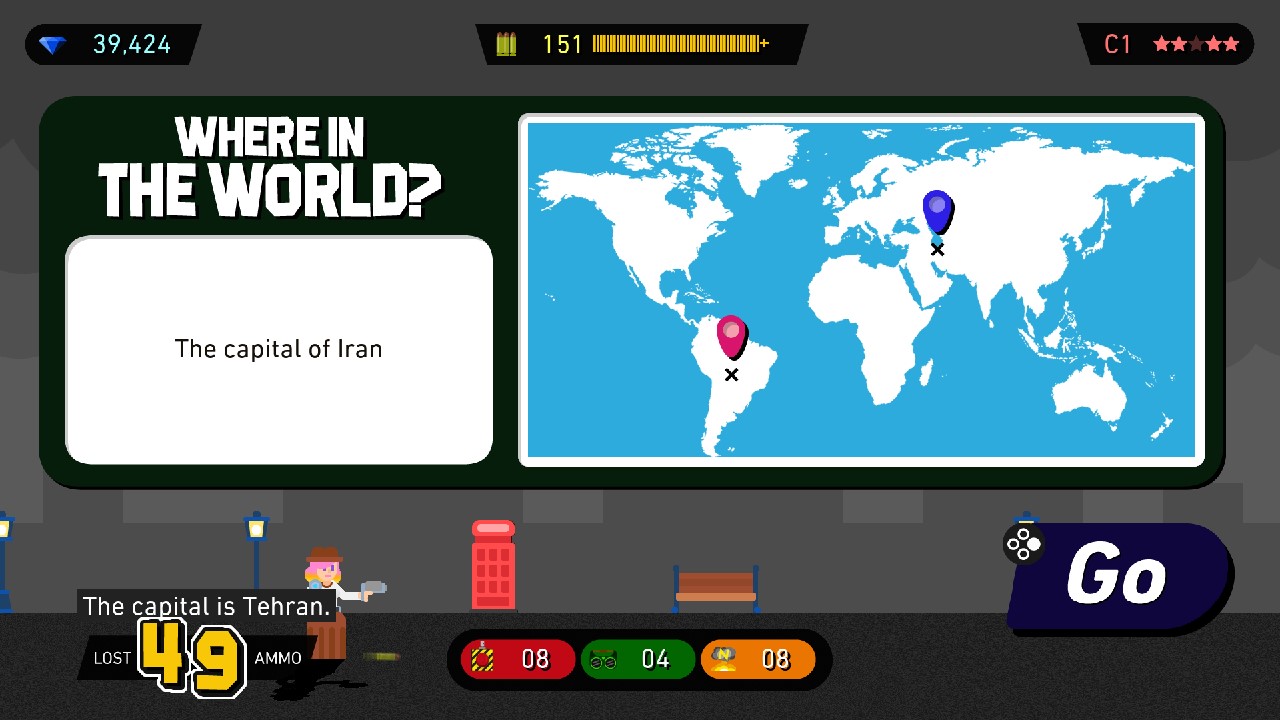 39,424
151
+
C1
WHERE IN
THE WORLD?
The capital of Iran
Go
The capital is Tehran.
LOST 49 AMMO
08
04
N
08